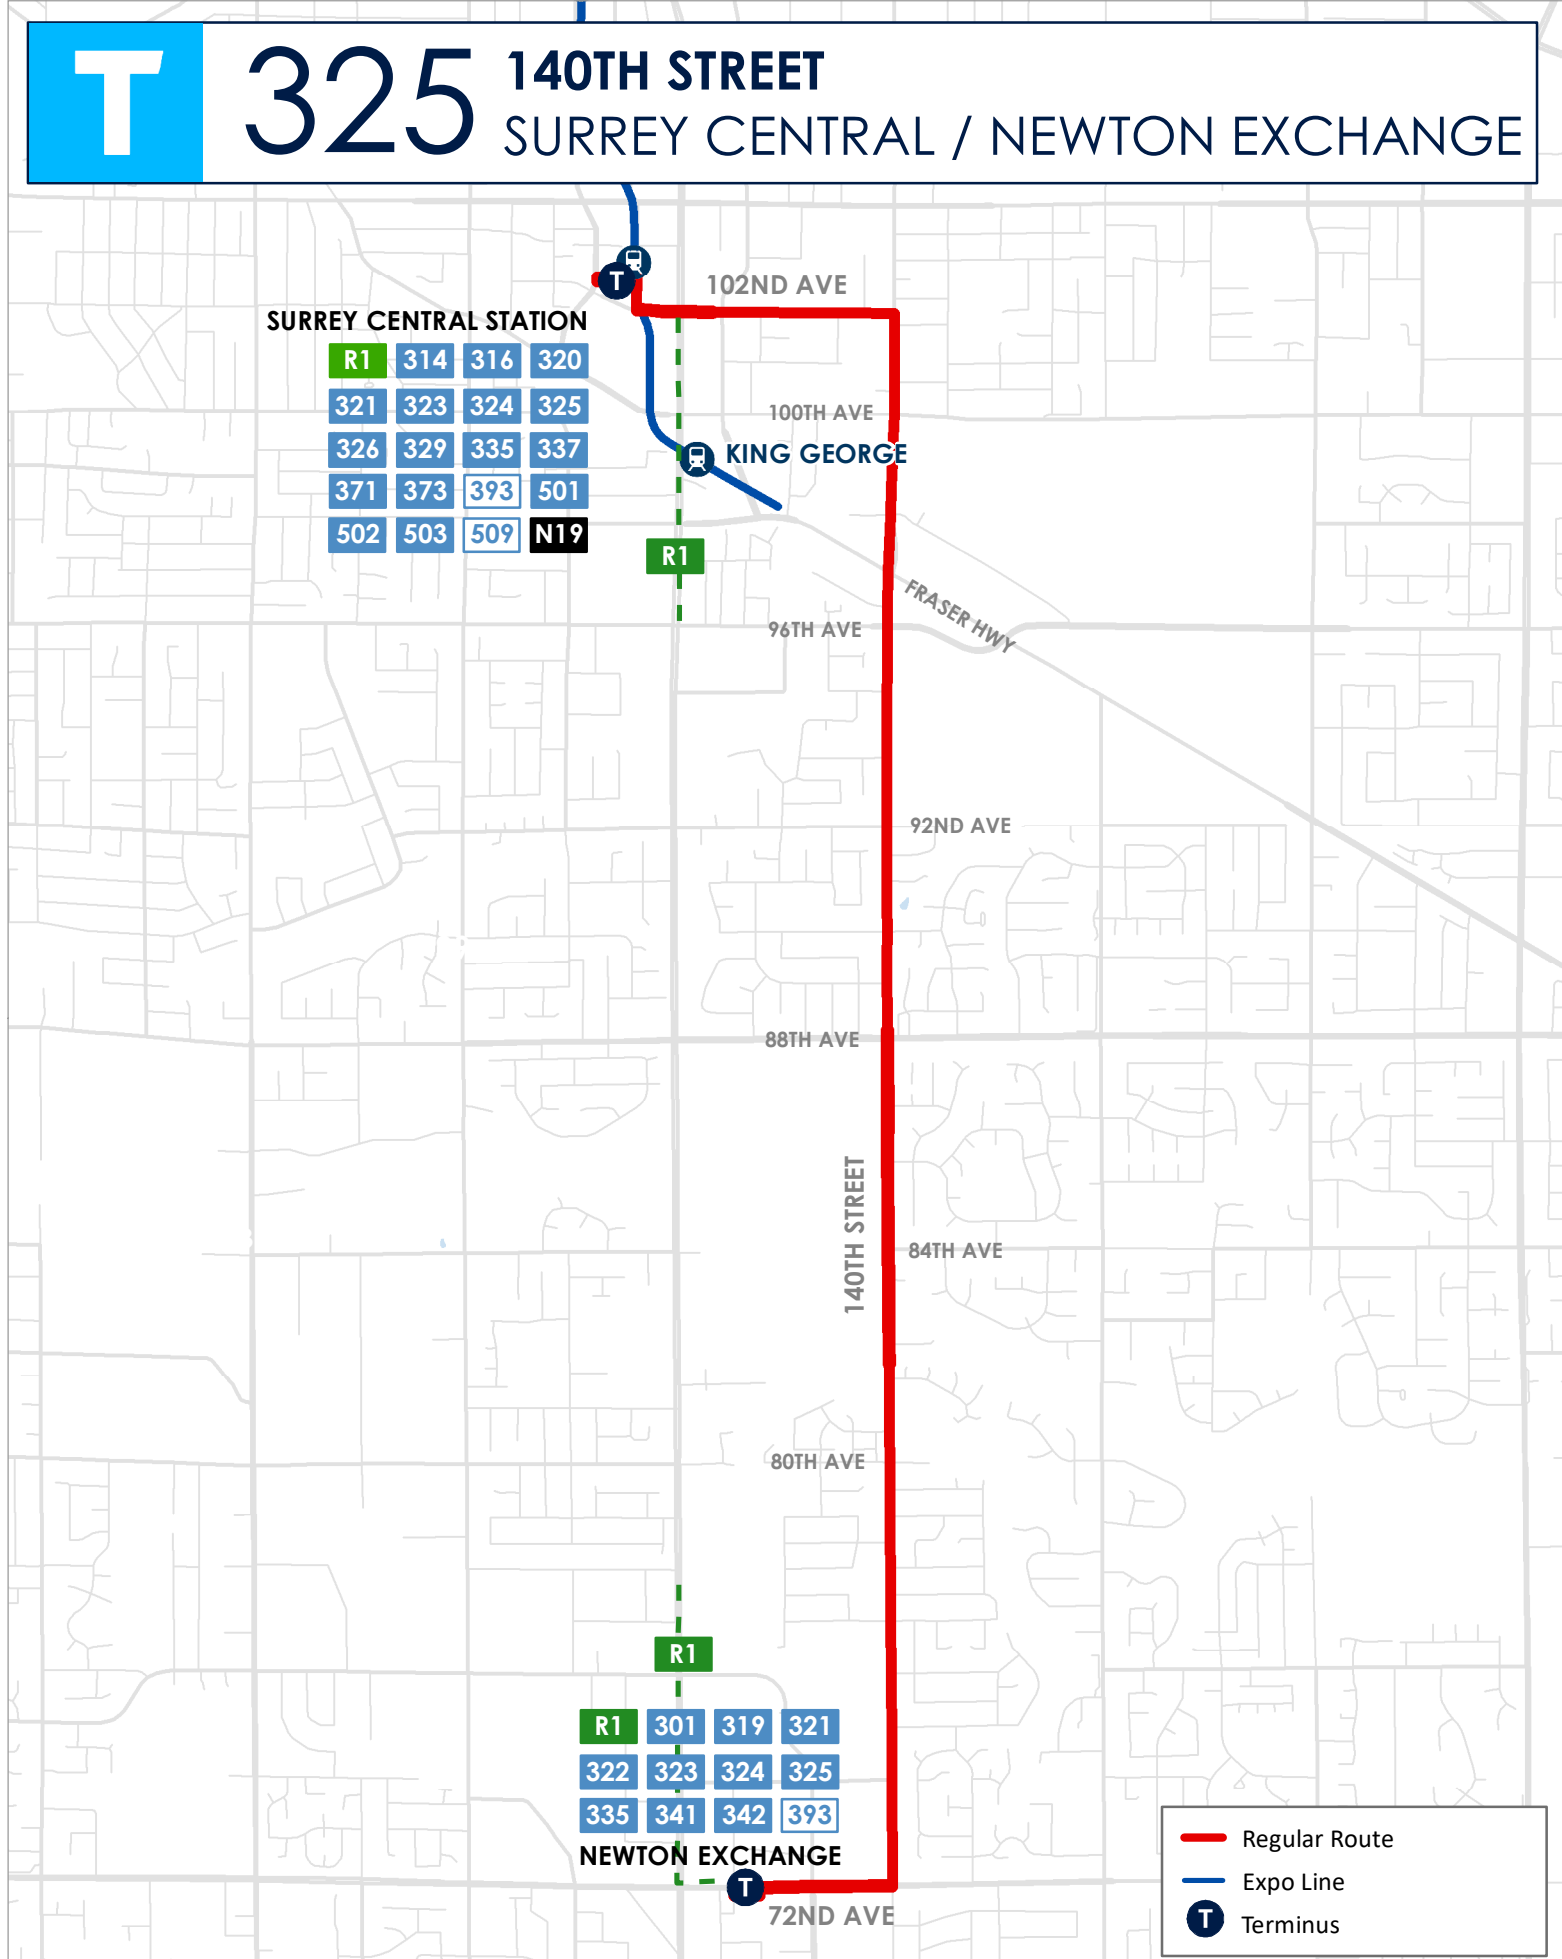 T 325 140TH STREET
SURREY CENTRAL / NEWTON EXCHANGE
T
102ND AVE
SURREY CENTRAL STATION
R1 314 316 320
321 323 324 325
326 329 335 337
371 373 393 501
502 503 509 N19
100TH AVE
KING GEORGE
R1
FRASER HWY
96TH AVE
92ND AVE
88TH AVE
140TH STREET
84TH AVE
80TH AVE
R1
R1 301 319 321
322 323 324 325
335 341 342 393
NEWTON EXCHANGE
T
72ND AVE
Regular Route
Expo Line
T Terminus